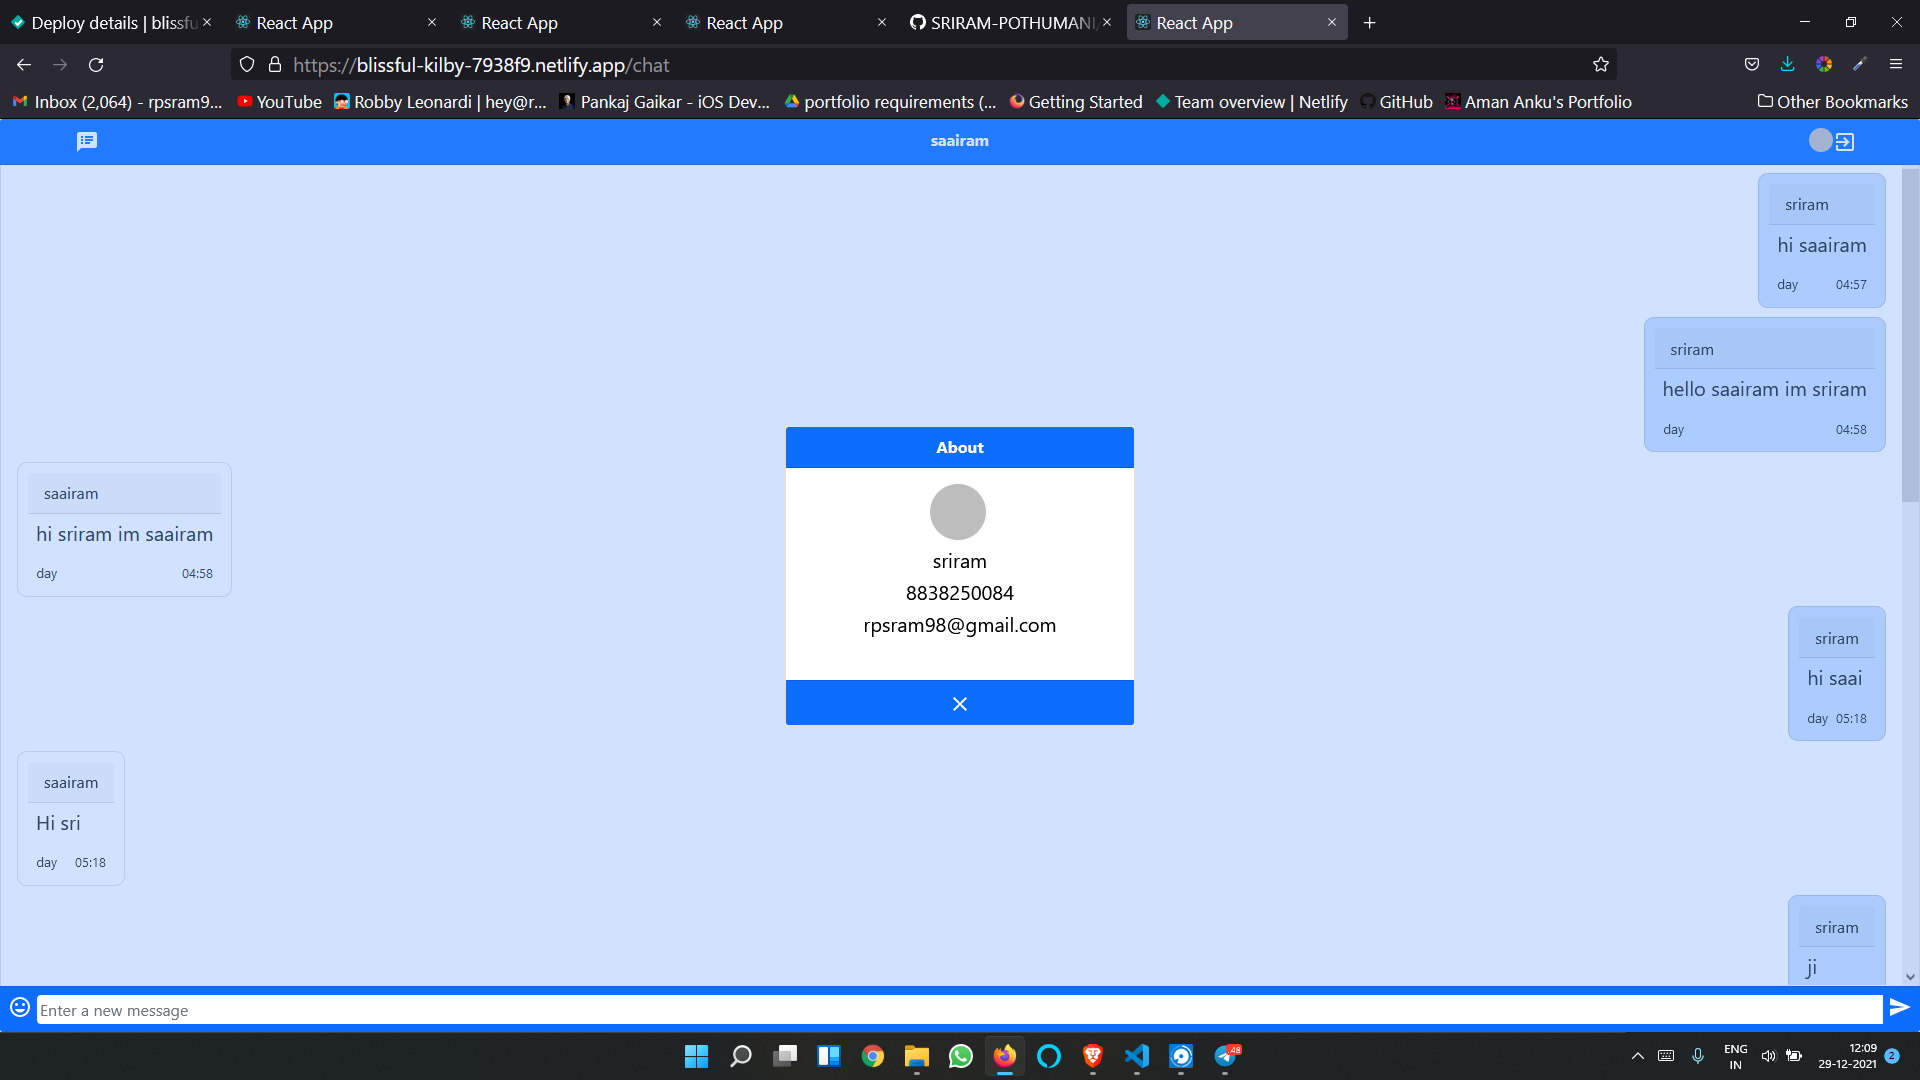 Deploy details | blissfu
React App
React App
React App
SRIRAM-POTHUMANI
React App
https://blissful-kilby-7938f9.netlify.app/chat
Inbox (2,064) - rpsram9...
YouTube
Robby Leonardi | hey@r...
Pankaj Gaikar - iOS Dev...
portfolio requirements (...
Getting Started
Team overview | Netlify
GitHub
Aman Anku's Portfolio
Other Bookmarks
saairam
sriram
hi saairam
day 04:57
sriram
hello saairam im sriram
day 04:58
saairam
hi sriram im saairam
day 04:58
About
sriram
8838250084
rpsram98@gmail.com
sriram
hi saai
day 05:18
saairam
Hi sri
day 05:18
sriram
ji
Enter a new message
48
ENG
IN
12:09
29-12-2021
2